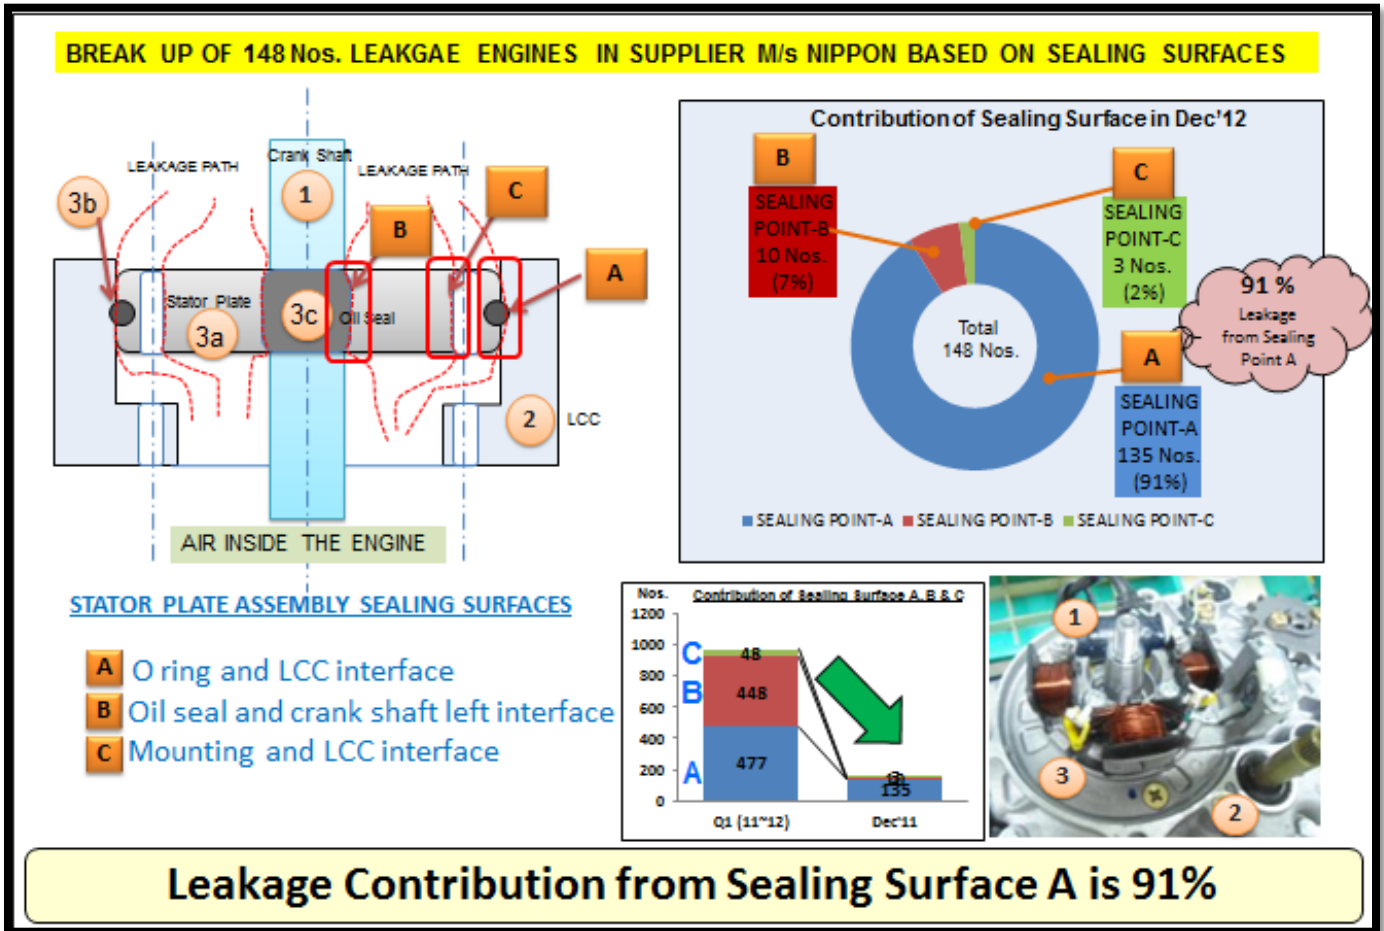 BREAK UP OF 148 Nos. LEAKGAE ENGINES IN SUPPLIER M/s NIPPON BASED ON SEALING SURFACES
Crank Shaft
LEAKAGE PATH
LEAKAGE PATH
1
3b
C
B
A
Stator Plate
3a
3c
Oil Seal
2
LCC
AIR INSIDE THE ENGINE
Contribution of Sealing Surface in Dec'12
B
SEALING
POINT-B
10 Nos.
(7%)
C
SEALING
POINT-C
3 Nos.
(2%)
91 %
Leakage
from Sealing
Point A
Total
148 Nos.
A
SEALING
POINT-A
135 Nos.
(91%)
SEALING POINT-A SEALING POINT-B SEALING POINT-C
STATOR PLATE ASSEMBLY SEALING SURFACES
A O ring and LCC interface
B Oil seal and crank shaft left interface
C Mounting and LCC interface
Nos. Contribution of Sealing Surface A, B & C
1200
1000
800
600
400
200
0
C 48
B 448
A 477
3
10
135
Q1 (11~12) Dec'11
1
3
2
Leakage Contribution from Sealing Surface A is 91%